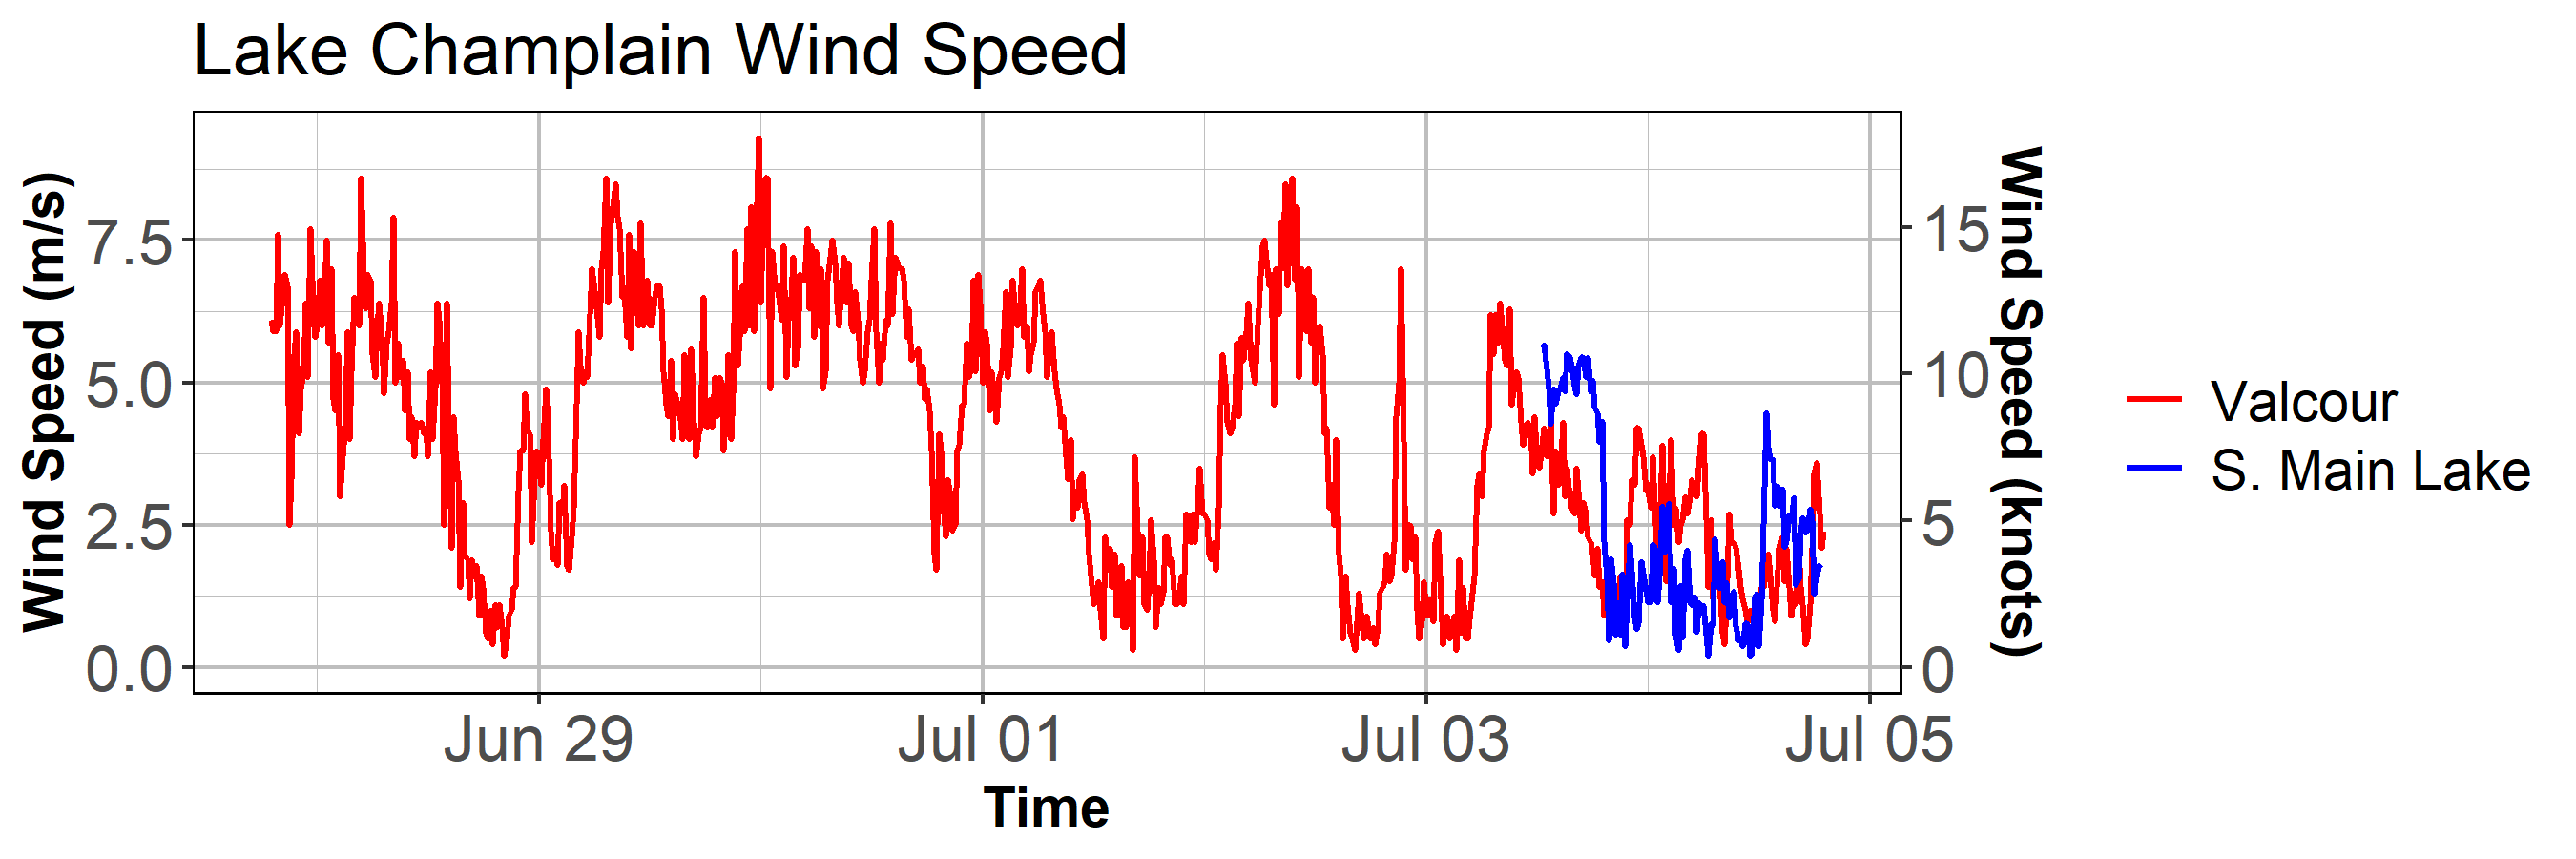 Lake Champlain Wind Speed
Wind Speed (m/s)
7.5
5.0
2.5
0.0
15
10
5
0
Wind Speed (knots)
Jun 29
Jul 01
Jul 03
Jul 05
Time
Valcour
S. Main Lake